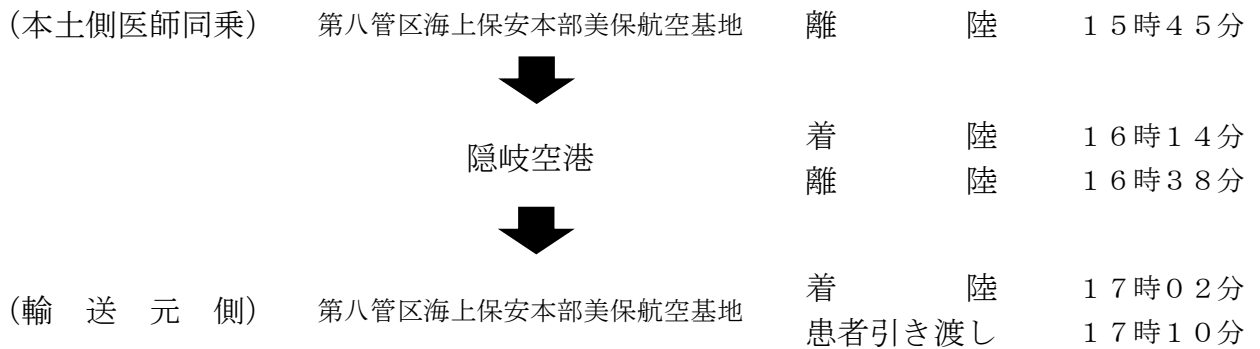 （本土側医師同乗） 第八管区海上保安本部美保航空基地 離　　　陸 １５時４５分
着　　　陸 １６時１４分
隠岐空港
離　　　陸 １６時３８分
着　　　陸 １７時０２分
（輸　送　元　側） 第八管区海上保安本部美保航空基地
患者引き渡し １７時１０分